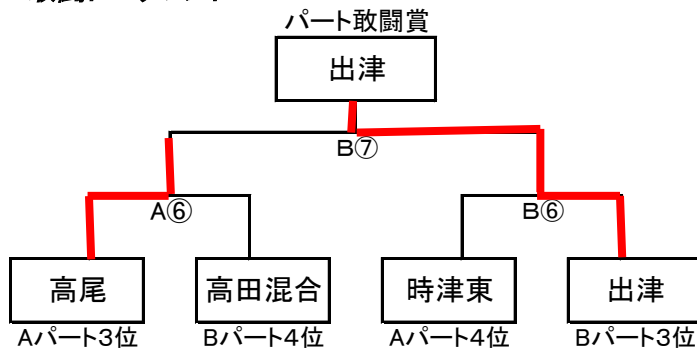 パート敢闘賞
出津
B⑦
A⑥
B⑥
高尾
高田混合
時津東
出津
Aパート3位
Bパート4位
Aパート4位
Bパート3位